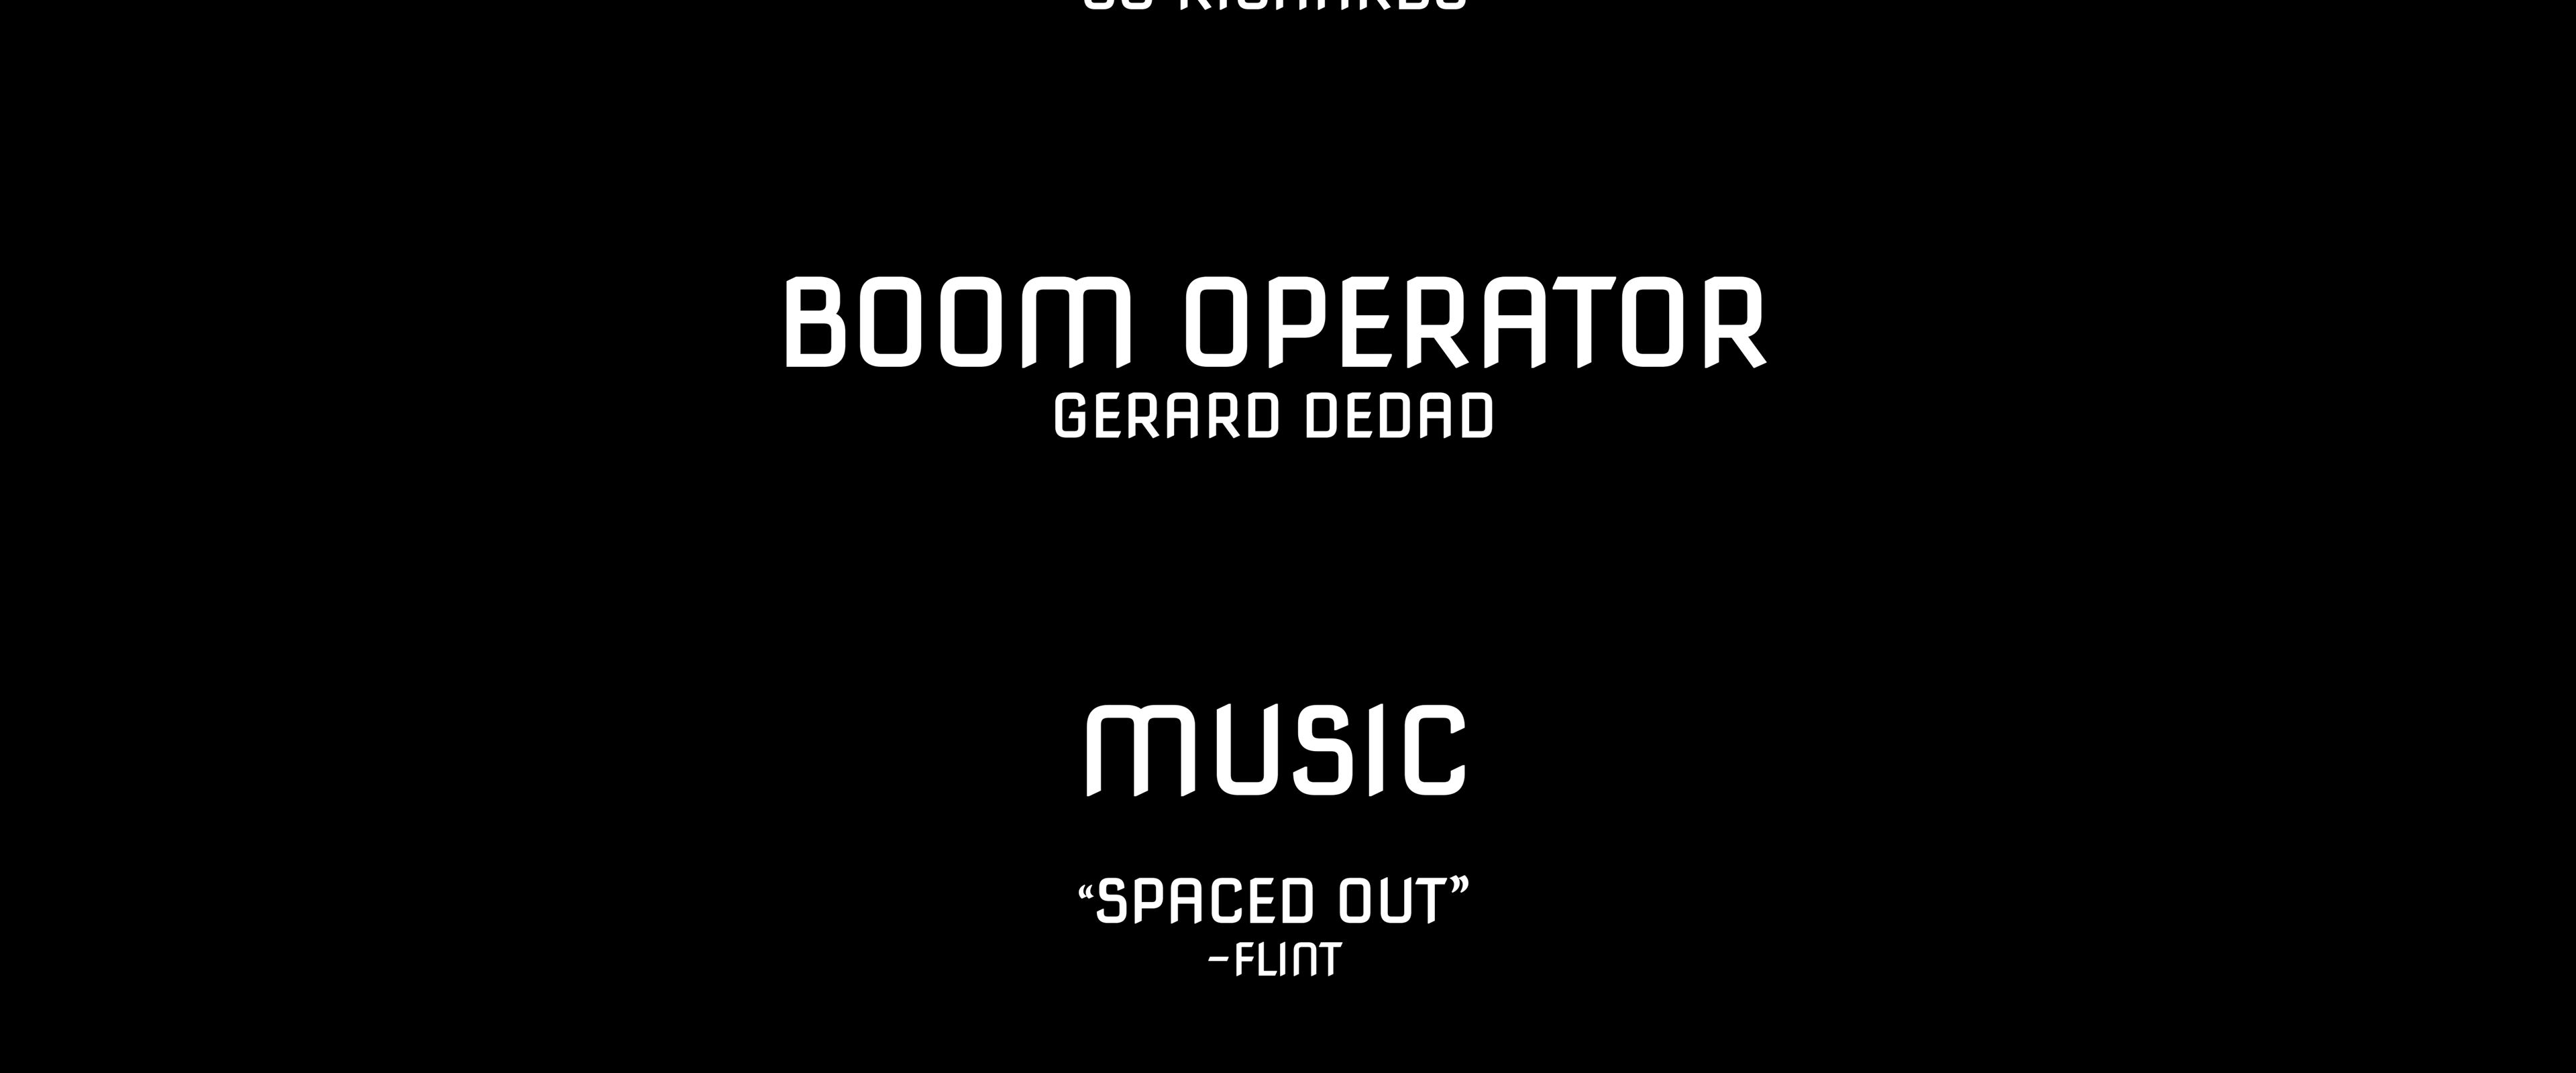 BOOM OPERATOR
GERARD DEDAD
MUSIC
“SPACED OUT”
–FLINT